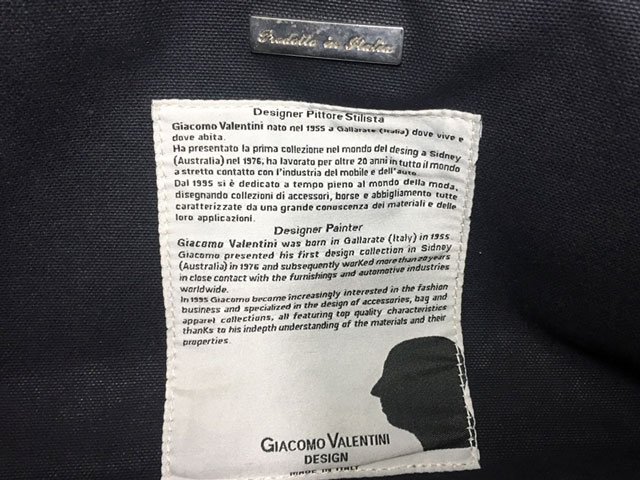 Prodotto in Italia
Designer Pittore Stilista
Giacomo Valentini nato nel 1955 a Gallarate (Italia) dove vive e
dove abita.
Ha presentato la prima collezione nel mondo del desing a Sidney
(Australia) nel 1976, ha lavorato per oltre 20 anni in tutto il mondo
a stretto contatto con l'industria del mobile e dell'auto
Dal 1995 si è dedicato a tempo pieno al mondo della moda,
disegnando collezioni di accessori, borse e abbigliamento tutte
caratterizzate da una grande conoscenza dei materiali e delle
loro applicazioni.
Designer Painter
Giacomo Valentini was born in Gallarate (Italy) in 1955.
Giacomo presented his first design collection in Sidney
(Australia) in 1976 and subsequently worked more than 20 years
in close contact with the furnishings and automotive industries
worldwide.
In 1995 Giacomo became increasingly interested in the fashion
business and specialized in the design of accessories, bag and
apparel collections, all featuring top quality characteristics
thanks to his indepth understanding of the materials and their
properties.
GIACOMO VALENTINI
DESIGN
MADE IN ITALY